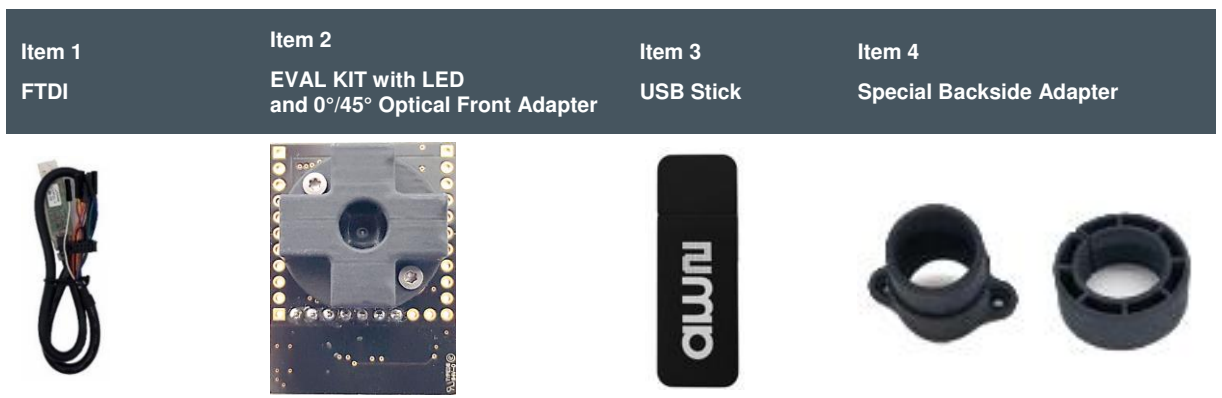 Item 1
FTDI
Item 2
EVAL KIT with LED
and 0°/45° Optical Front Adapter
Item 3
USB Stick
Item 4
Special Backside Adapter
amu